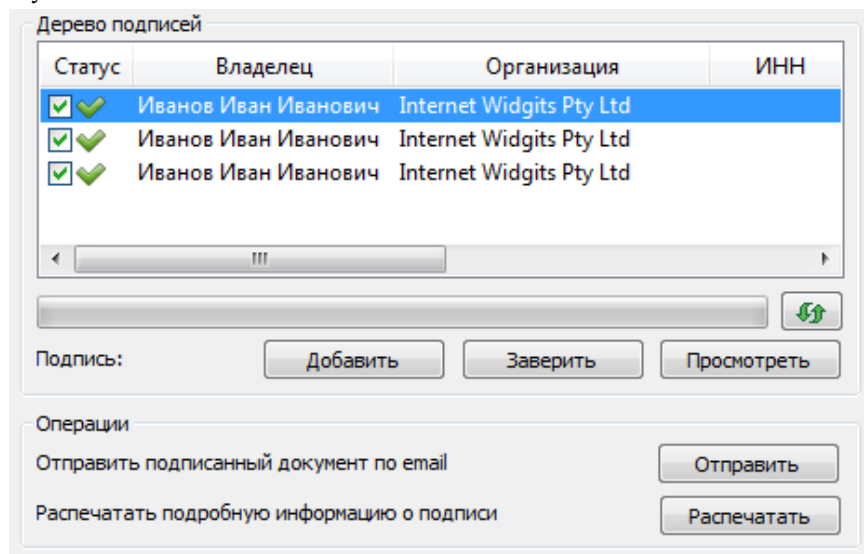 Дерево подписей
Статус Владелец Организация ИНН
Иванов Иван Иванович Internet Widgits Pty Ltd
Иванов Иван Иванович Internet Widgits Pty Ltd
Иванов Иван Иванович Internet Widgits Pty Ltd
Подпись: Добавить Заверить Просмотреть
Операции
Отправить подписанный документ по email Отправить
Распечатать подробную информацию о подписи Распечатать